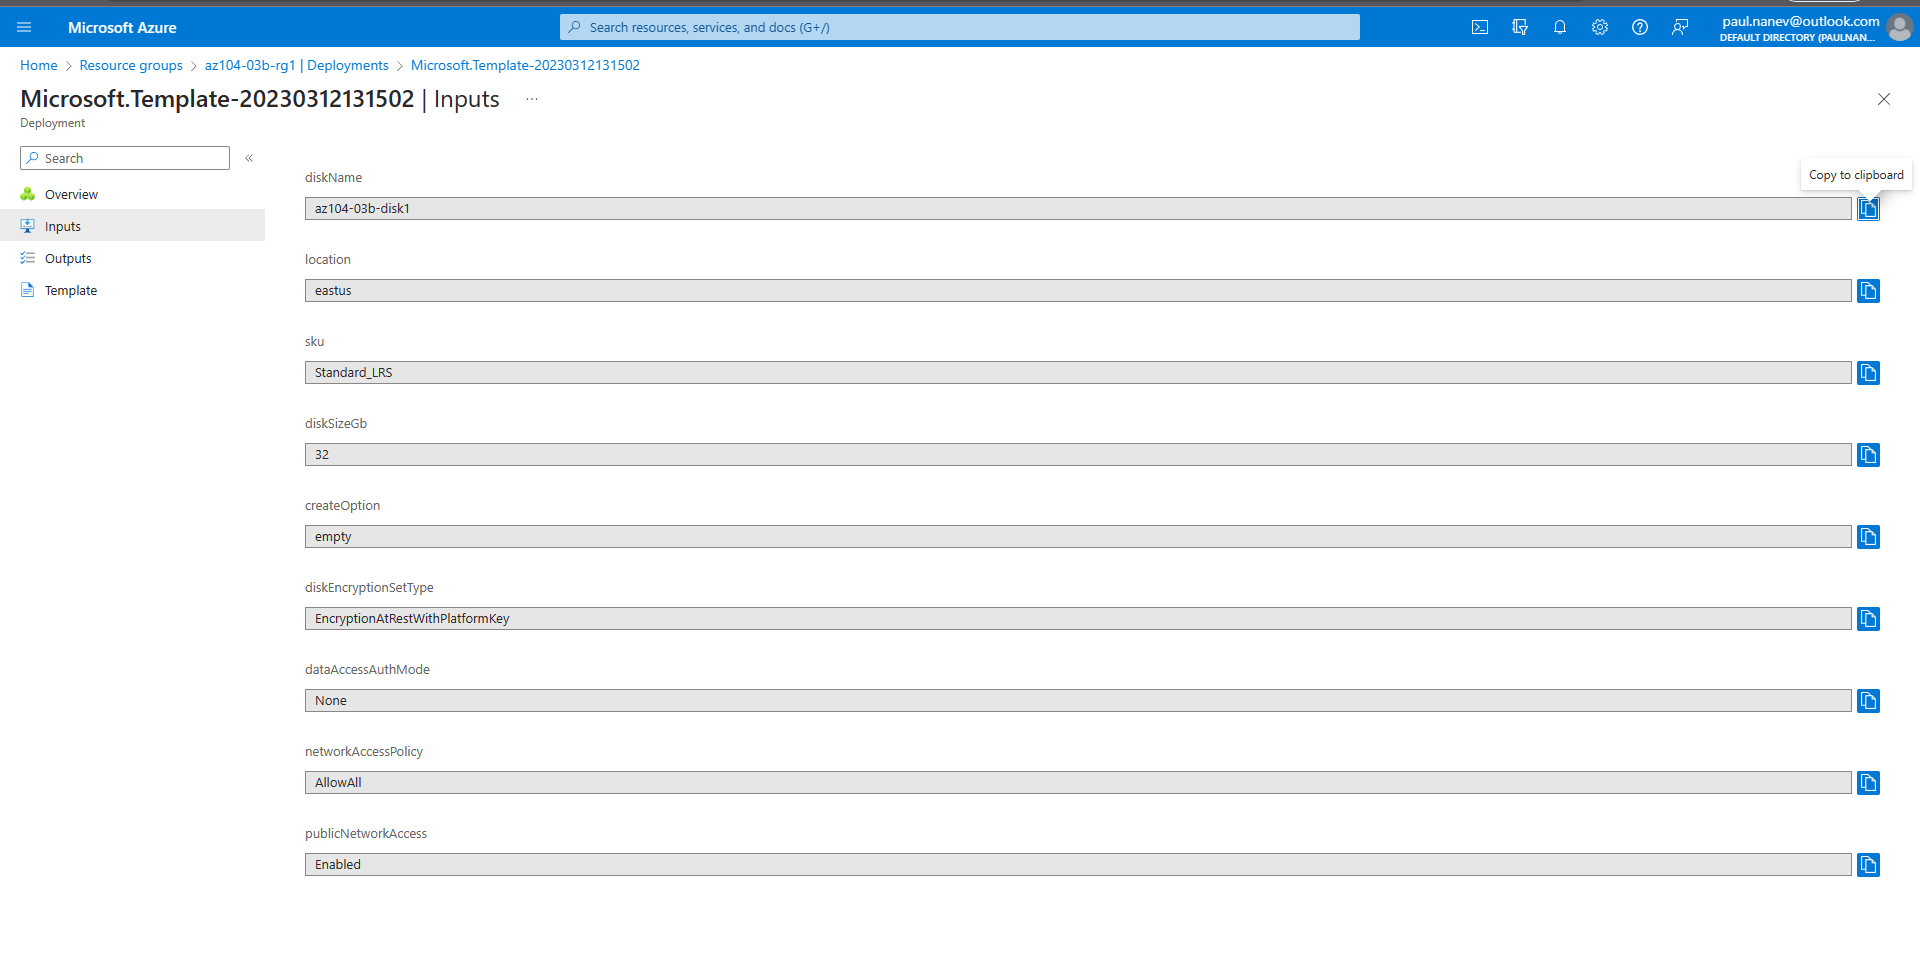 Microsoft Azure
Search resources, services, and docs (G+/)
paul.nanev@outlook.com
DEFAULT DIRECTORY (PAULNAN...
Home > Resource groups > az104-03b-rg1 | Deployments > Microsoft.Template-20230312131502
Microsoft.Template-20230312131502 | Inputs ...
Deployment
Search
«
Overview
Inputs
Outputs
Template
Copy to clipboard
diskName
az104-03b-disk1
location
eastus
sku
Standard_LRS
diskSizeGb
32
createOption
empty
diskEncryptionSetType
EncryptionAtRestWithPlatformKey
dataAccessAuthMode
None
networkAccessPolicy
AllowAll
publicNetworkAccess
Enabled